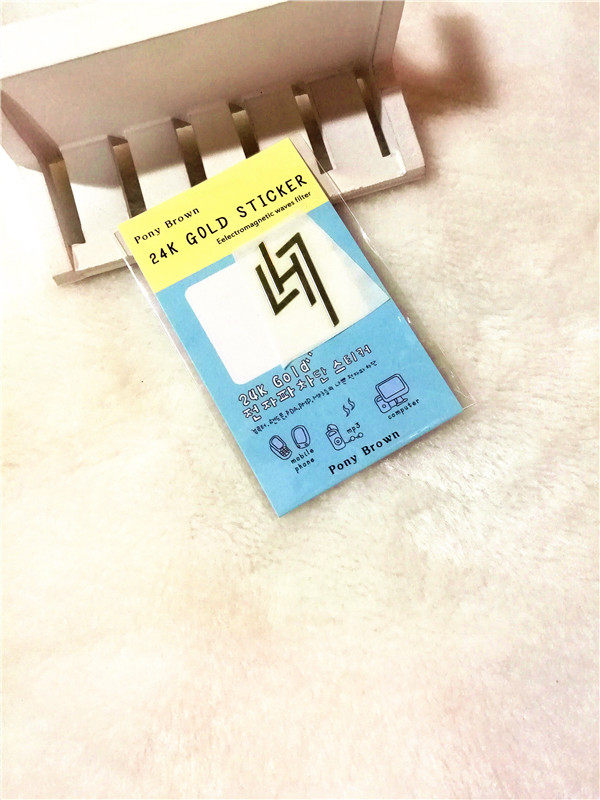 Pony Brown
24K GOLD STICKER
Eelectromagnetic waves filter
24K Gold
전자파 차단 스티커
mobile phone
mp3
computer
Pony Brown